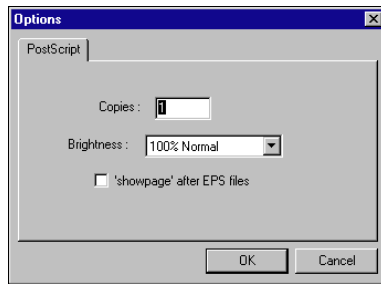 Options
PostScript
Copies : 1
Brightness : 100% Normal
'showpage' after EPS files
OK Cancel